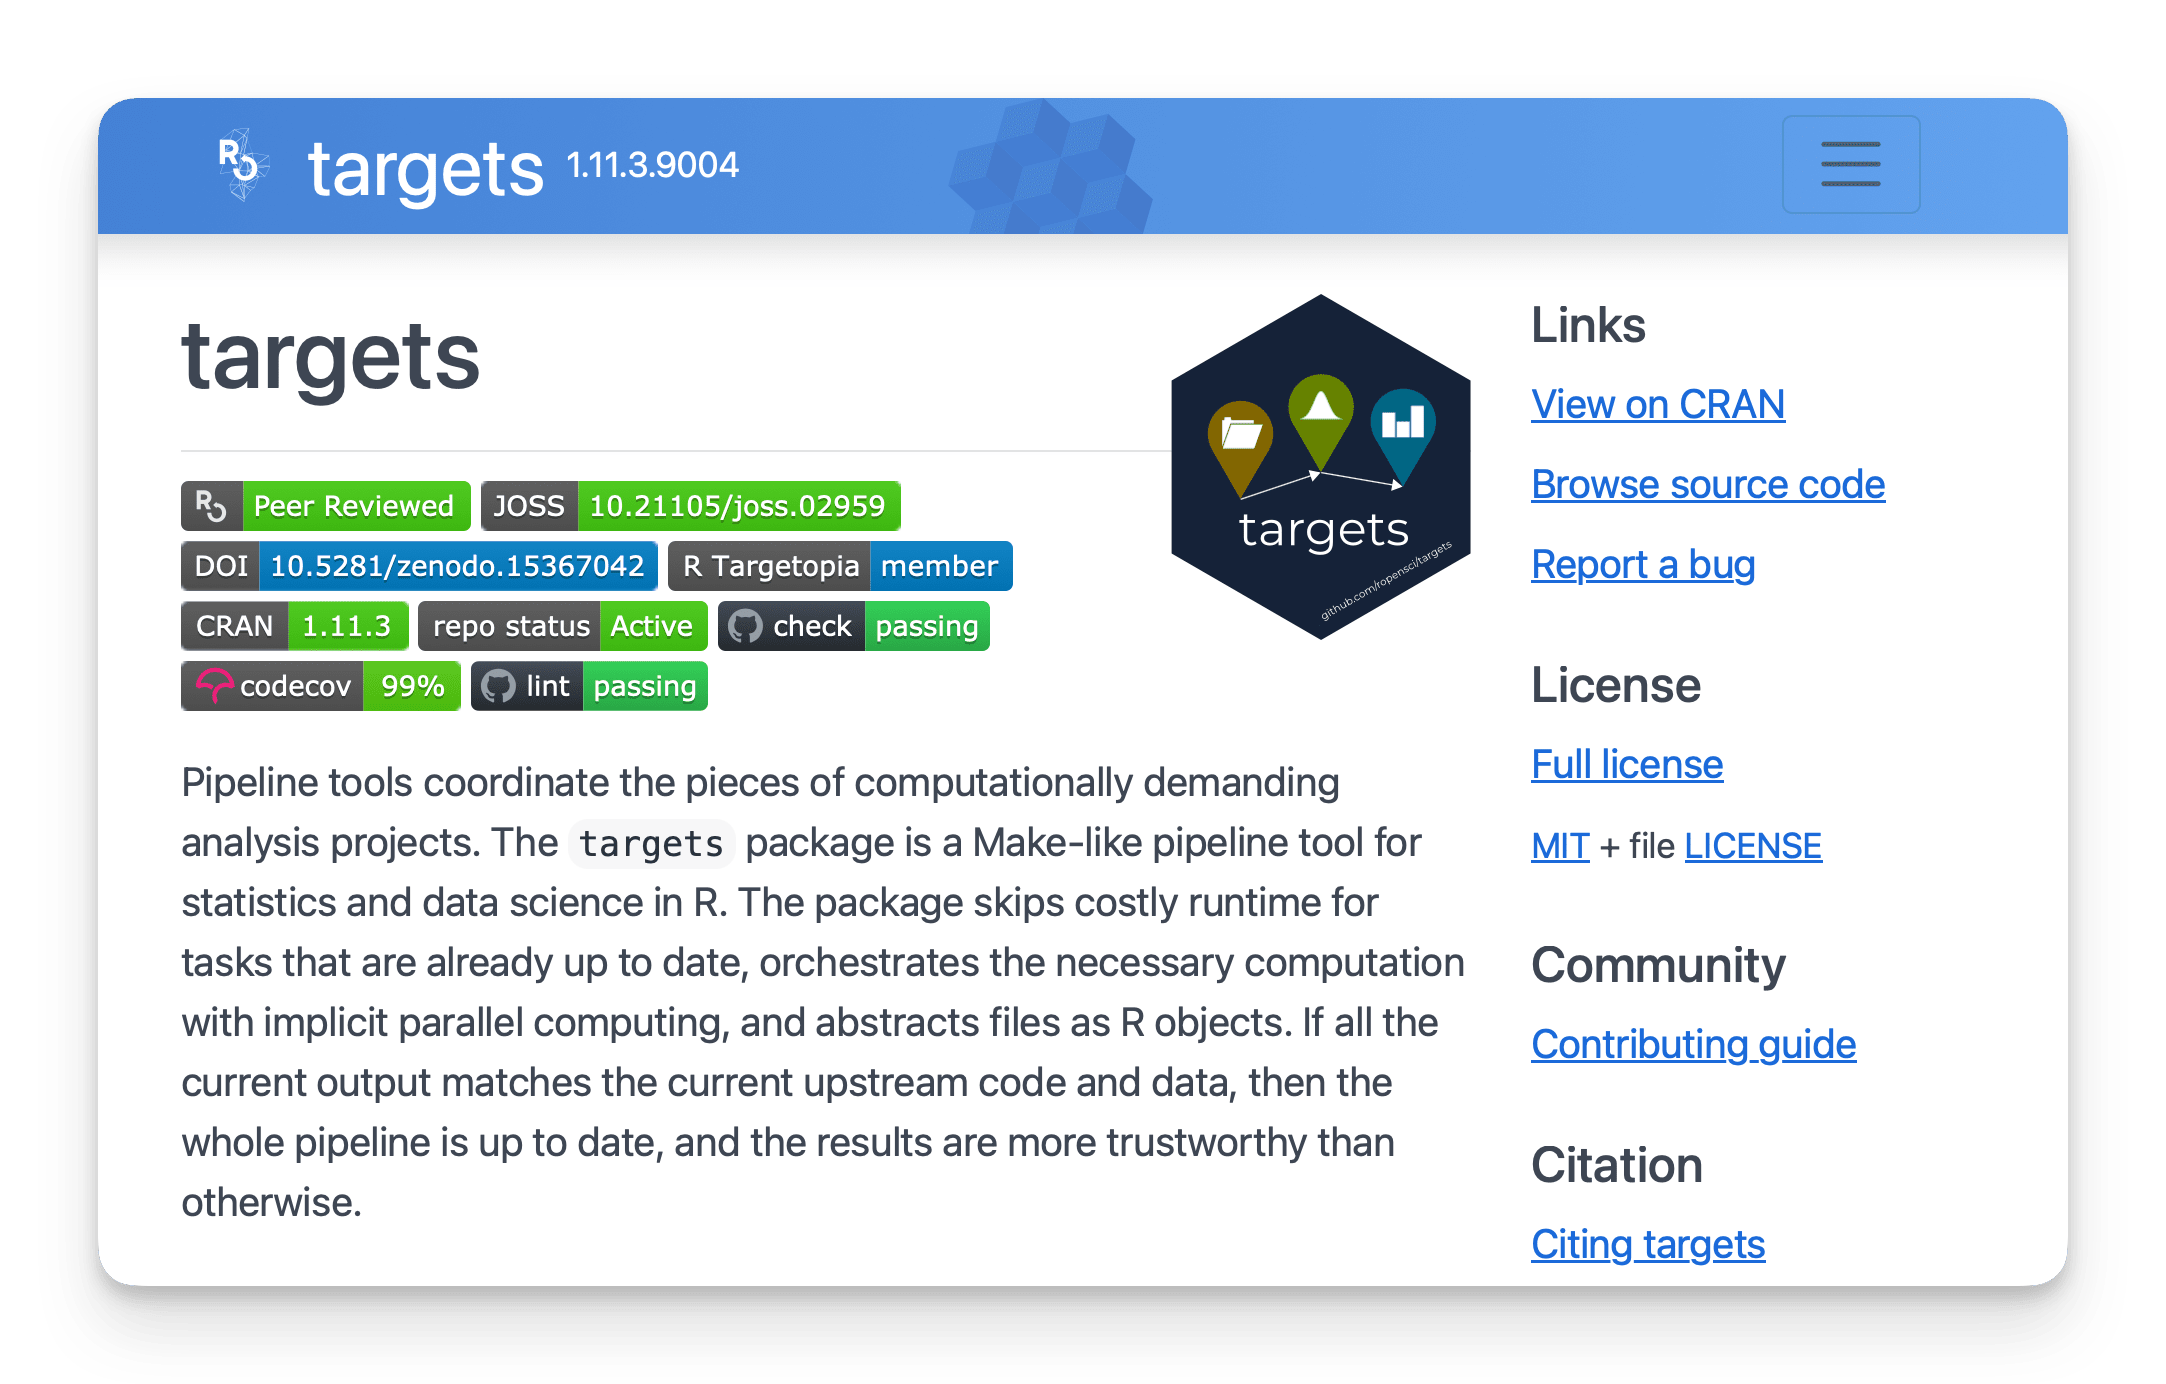 targets 1.11.3.9004
targets
Peer Reviewed JOSS 10.21105/joss.02959
DOI 10.5281/zenodo.15367042 R Targetopia member
CRAN 1.11.3 repo status Active check passing
codecov 99% lint passing
targets
github.com/ropensci/targets
Pipeline tools coordinate the pieces of computationally demanding
analysis projects. The targets package is a Make-like pipeline tool for
statistics and data science in R. The package skips costly runtime for
tasks that are already up to date, orchestrates the necessary computation
with implicit parallel computing, and abstracts files as R objects. If all the
current output matches the current upstream code and data, then the
whole pipeline is up to date, and the results are more trustworthy than
otherwise.
Links
View on CRAN
Browse source code
Report a bug
License
Full license
MIT + file LICENSE
Community
Contributing guide
Citation
Citing targets